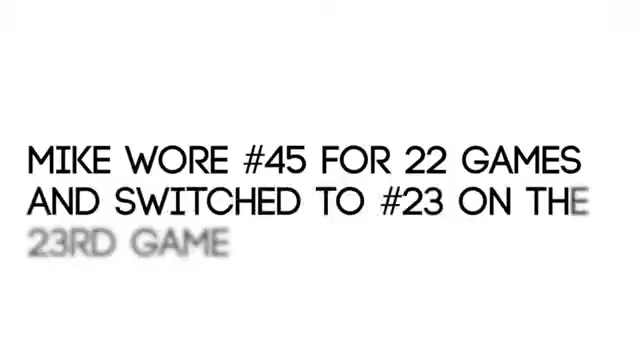 MIKE WORE #45 FOR 22 GAMES
AND SWITCHED TO #23 ON THE
23RD GAME